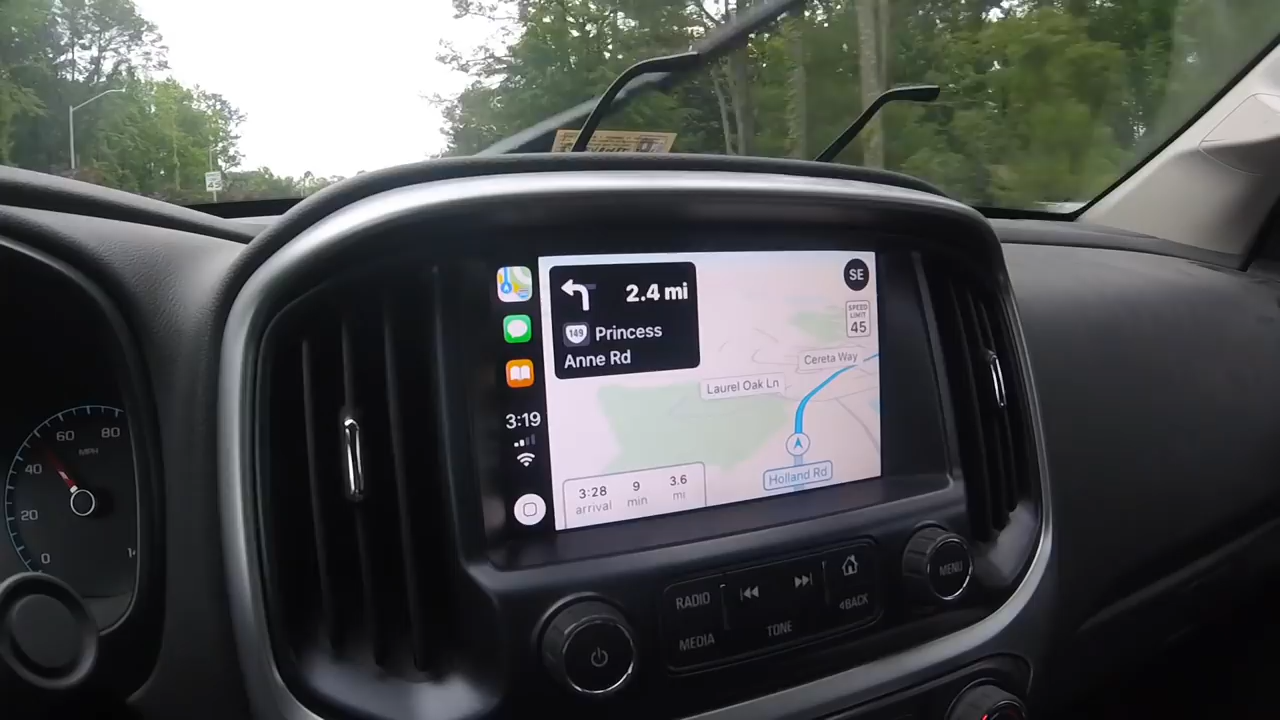 45
2.4 mi
149 Princess
Anne Rd
SE
SPEED
LIMIT
45
Cereta Way
Laurel Oak Ln
Holland Rd
3:19
3:28 9 3.6
arrival min mi
80
60
MPH
40
20
0
RADIO
MEDIA
TONE
BACK
MENU